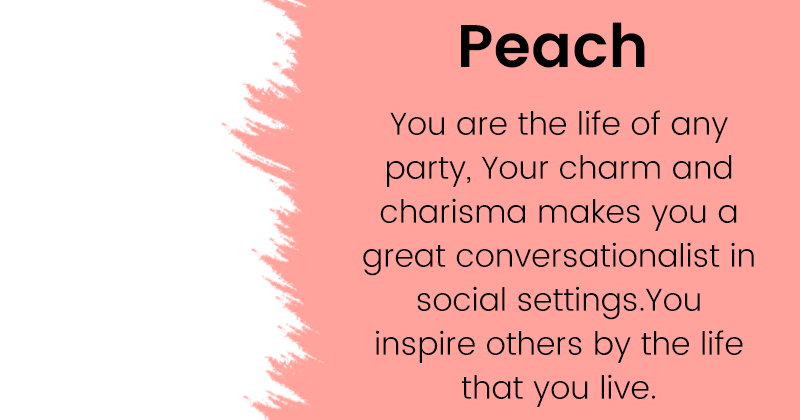 Peach
You are the life of any
party, Your charm and
charisma makes you a
great conversationalist in
social settings.You
inspire others by the life
that you live.